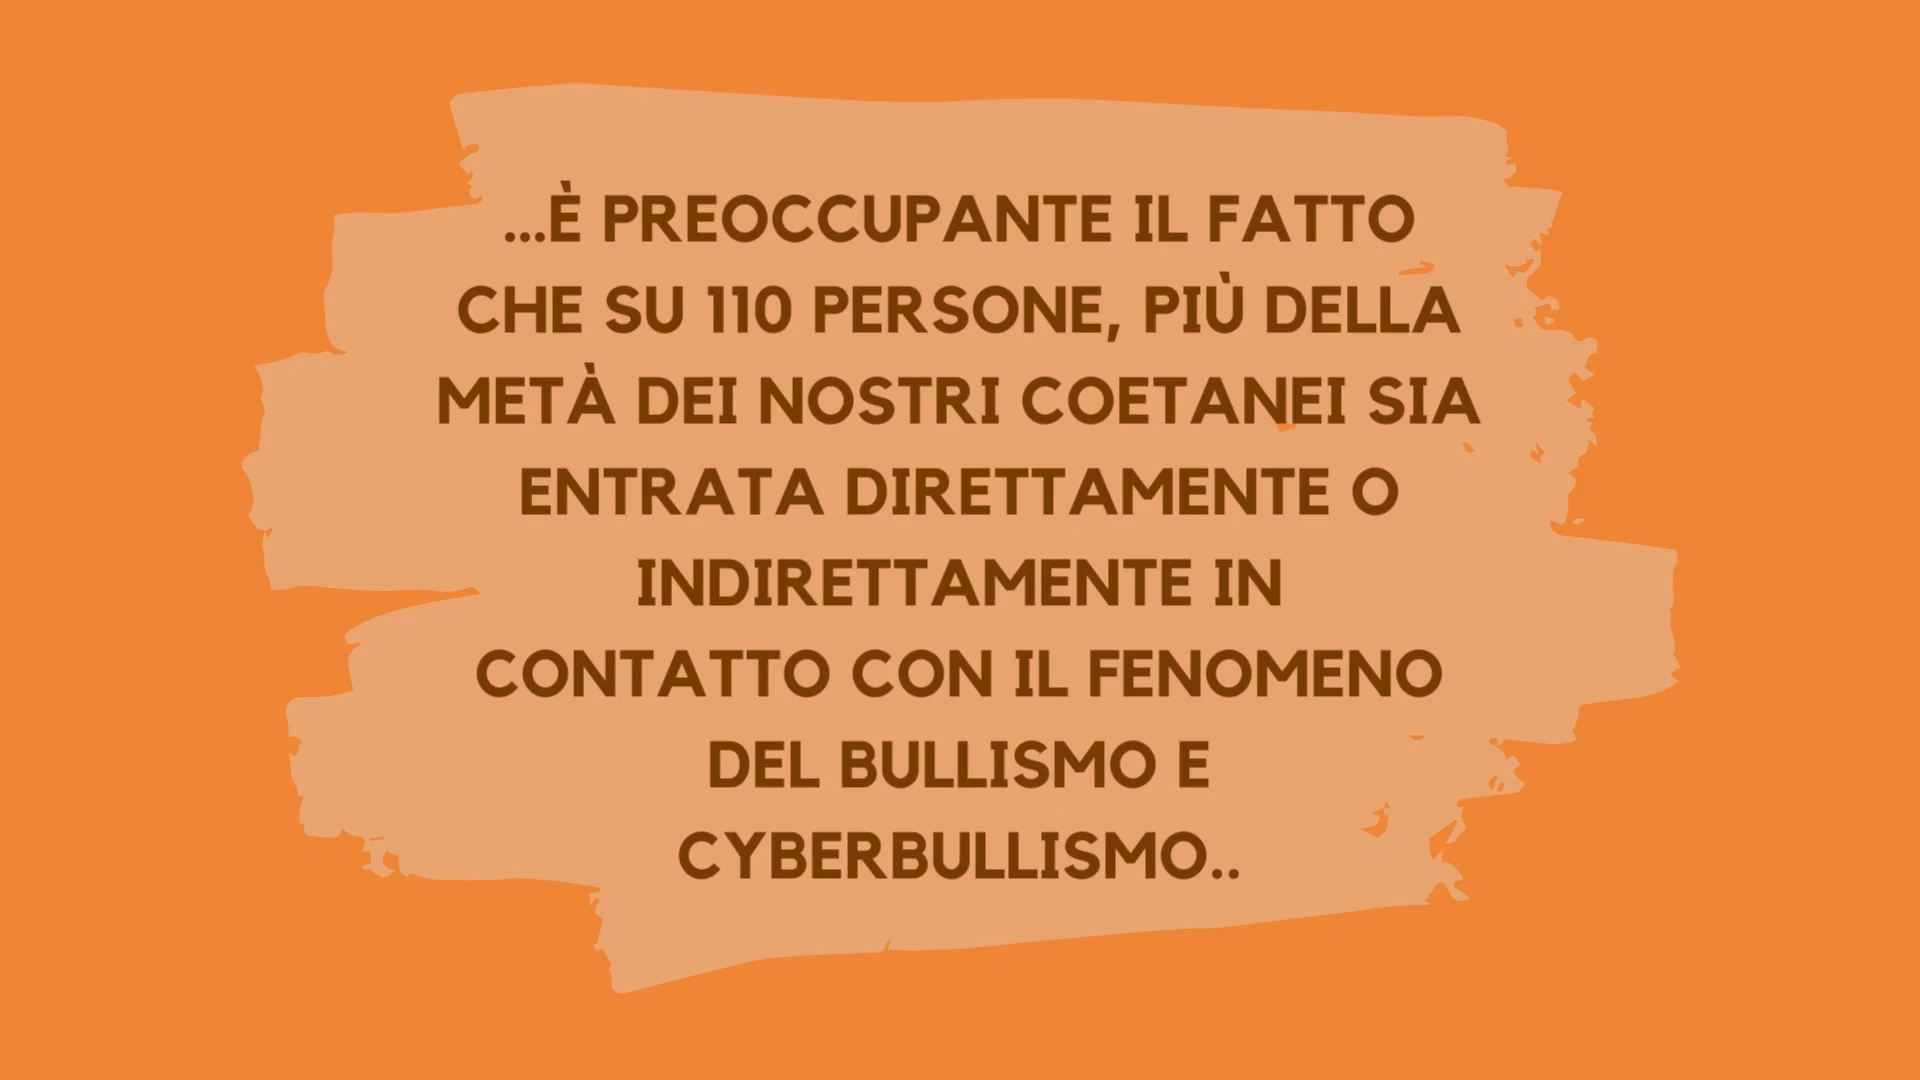 ...È PREOCCUPANTE IL FATTO
CHE SU 110 PERSONE, PIÙ DELLA
METÀ DEI NOSTRI COETANEI SIA
ENTRATA DIRETTAMENTE O
INDIRETTAMENTE IN
CONTATTO CON IL FENOMENO
DEL BULLISMO E
CYBERBULLISMO..